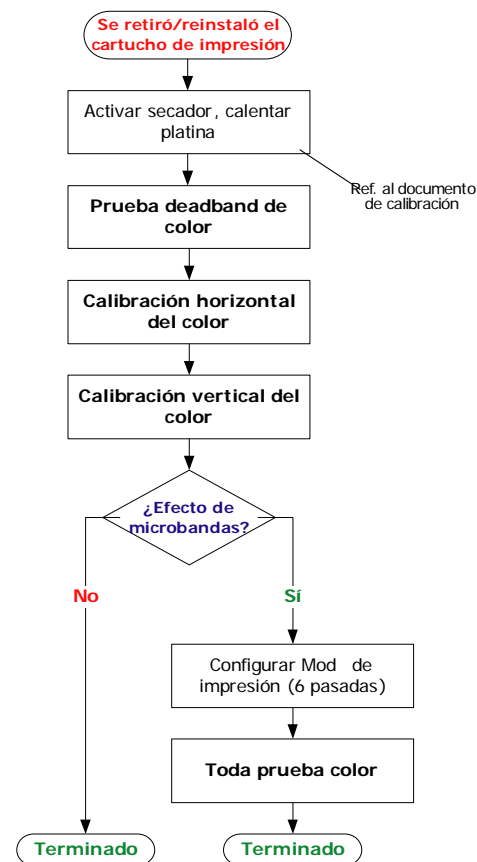 Se retiró/reinstaló el
cartucho de impresión
Activar secador, calentar
platina
Ref. al documento
de calibración
Prueba deadband de
color
Calibración horizontal
del color
Calibración vertical del
color
¿Efecto de
microbandas?
No
Sí
Configurar Mod de
impresión (6 pasadas)
Toda prueba color
Terminado
Terminado